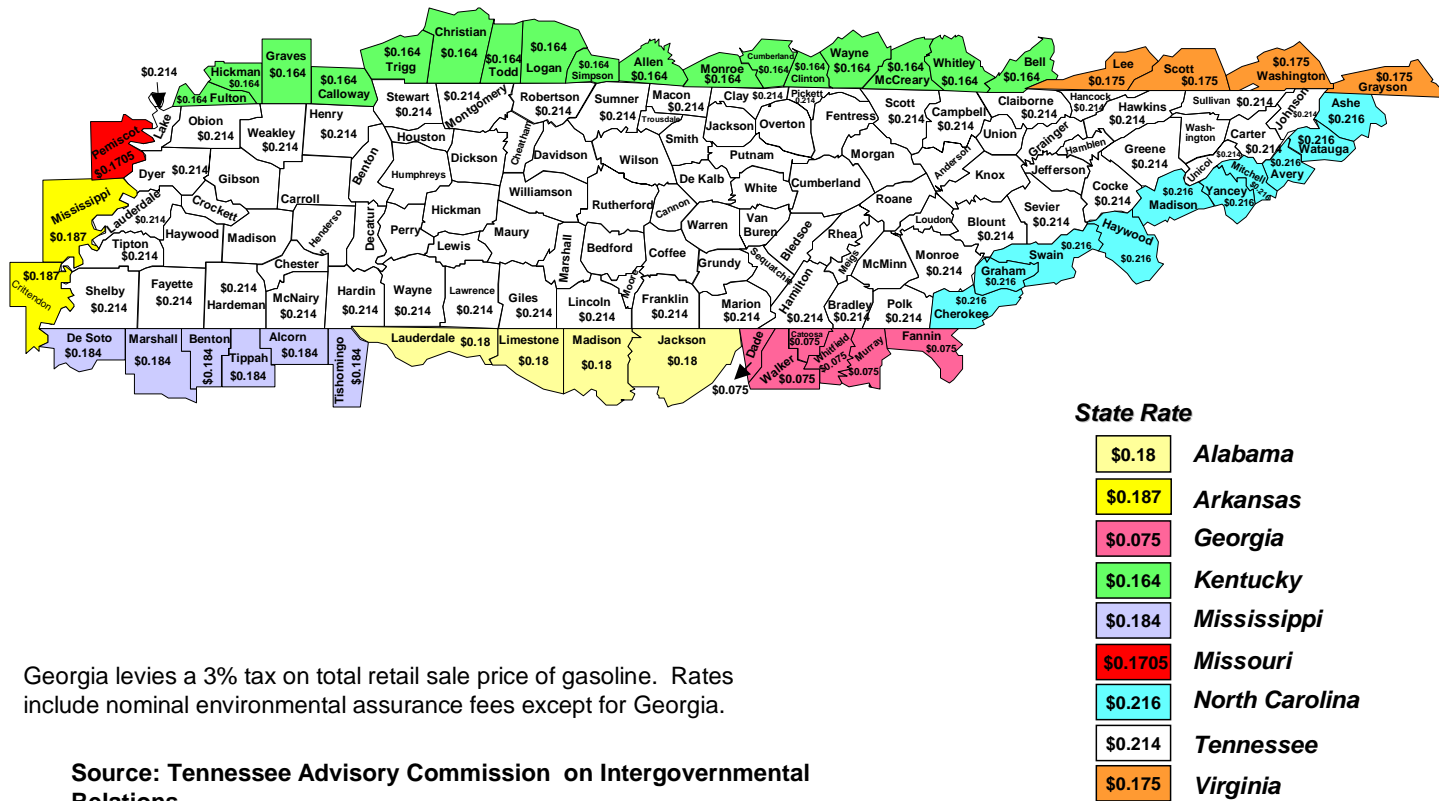 Christian
$0.164
$0.164
Trigg
$0.164
Todd
$0.164
Logan
$0.164
Simpson
Allen
$0.164
Monroe
$0.164
Cumberland
$0.164
$0.164
Clinton
Wayne
$0.164
$0.164
McCreary
Whitley
$0.164
Bell
$0.164
Graves
$0.164
Hickman
$0.164
$0.164
Fulton
$0.164
Calloway
Lee
$0.175
Scott
$0.175
$0.175
Washington
$0.175
Grayson
$0.214
Lake
Obion
$0.214
Weakley
$0.214
Henry
$0.214
Stewart
$0.214
$0.214
Montgomery
Robertson
$0.214
Sumner
$0.214
Macon
$0.214
Trousdale
Clay $0.214
Pickett
0.214
Scott
$0.214
Campbell
$0.214
Claiborne
$0.214
Hancock
$0.214
Hawkins
$0.214
Sullivan $0.214
Johnson
$0.214
Ashe
$0.216
Pemiscot
$0.1705
Dyer
$0.214
Gibson
Carroll
Benton
Houston
Humphreys
Dickson
Cheatham
Davidson
Wilson
Smith
Jackson
Overton
Fentress
Putnam
De Kalb
White
Cumberland
Morgan
Anderson
Union
Knox
Grainger
Hamblen
Jefferson
Greene
$0.214
Wash-
ington
Carter
$0.214
Unicoi
$0.214
$0.216
Watauga
$0.216
Avery
Mitchell
$0.216
Yancey
$0.216
$0.216
Madison
Mississippi
$0.187
Lauderdale
$0.214
Crockett
Haywood
Madison
Henderso
n
Decatur
Perry
Hickman
Lewis
Williamson
Maury
Rutherford
Cannon
Warren
Van
Buren
Bledsoe
Rhea
Roane
Loudon
Blount
$0.214
Sevier
$0.214
Cocke
$0.214
Haywood
$0.216
Tipton
$0.214
Chester
Marshall
Bedford
Coffee
Moore
Grundy
Sequatchie
Meigs
McMinn
Monroe
$0.214
$0.216
Swain
Graham
$0.216
$0.216
Cherokee
$0.187
Crittendon
Shelby
$0.214
Fayette
$0.214
$0.214
Hardeman
McNairy
$0.214
Hardin
$0.214
Wayne
$0.214
Lawrence
$0.214
Giles
$0.214
Lincoln
$0.214
Franklin
$0.214
Marion
$0.214
Hamilton
$0.214
Bradley
$0.214
Polk
$0.214
De Soto
$0.184
Marshall
$0.184
Benton
$0.184
Tippah
$0.184
Alcorn
$0.184
Tishomingo
$0.184
Lauderdale $0.18
Limestone
$0.18
Madison
$0.18
Jackson
$0.18
Dade
$0.075
Walker
$0.075
Catoosa
$0.075
Whitfield
$0.075
Murray
$0.075
Fannin
$0.075
State Rate
$0.18 Alabama
$0.187 Arkansas
$0.075 Georgia
$0.164 Kentucky
$0.184 Mississippi
$0.1705 Missouri
$0.216 North Carolina
$0.214 Tennessee
$0.175 Virginia
Georgia levies a 3% tax on total retail sale price of gasoline. Rates
include nominal environmental assurance fees except for Georgia.
Source: Tennessee Advisory Commission on Intergovernmental
Relations